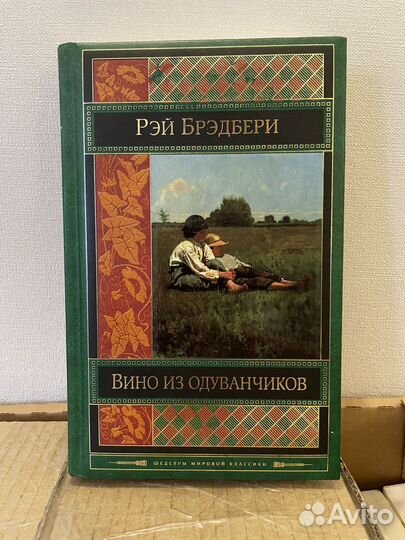 Рэй Брэдбери
Вино из одуванчиков
ШЕДЕВРЫ МИРОВОЙ КЛАССИКИ
Avito